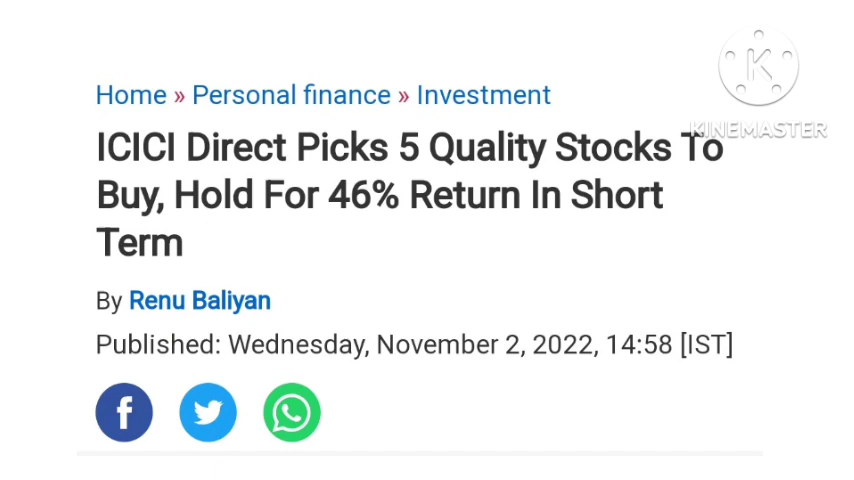 Home » Personal finance » Investment
KINEMASTER
ICICI Direct Picks 5 Quality Stocks To
Buy, Hold For 46% Return In Short
Term
By Renu Baliyan
Published: Wednesday, November 2, 2022, 14:58 [IST]